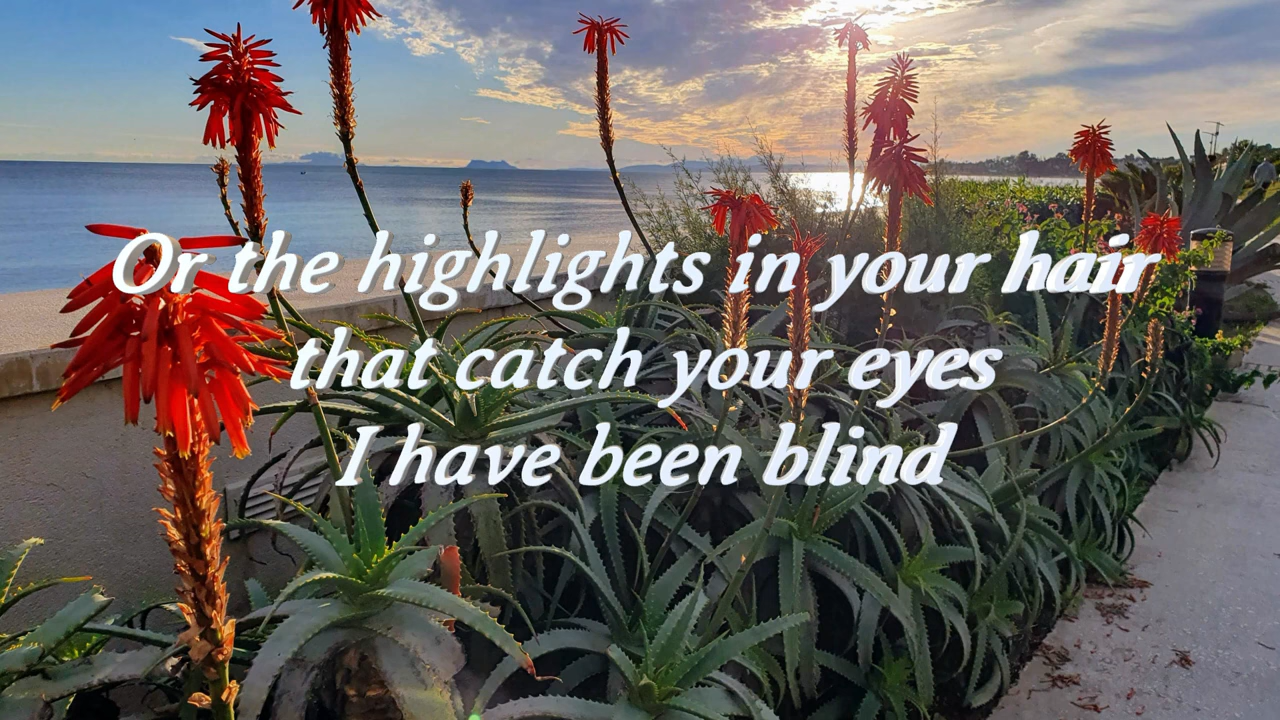 Or the highlights in your hair
that catch your eyes
I have been blind